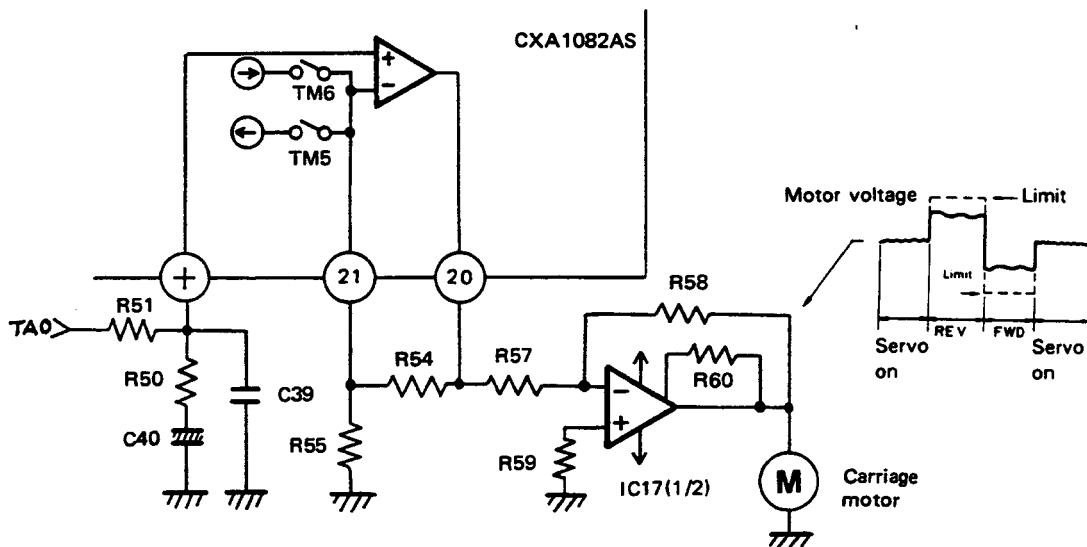 CXA1082AS
+
−
TM6
TM5
Motor voltage
Limit
Limit
REV
FWD
Servo on
Servo on
+
21
20
R51
TAO
R50
C39
C40
R54
R55
R57
R58
R60
−
+
R59
IC17(1/2)
M
Carriage
motor